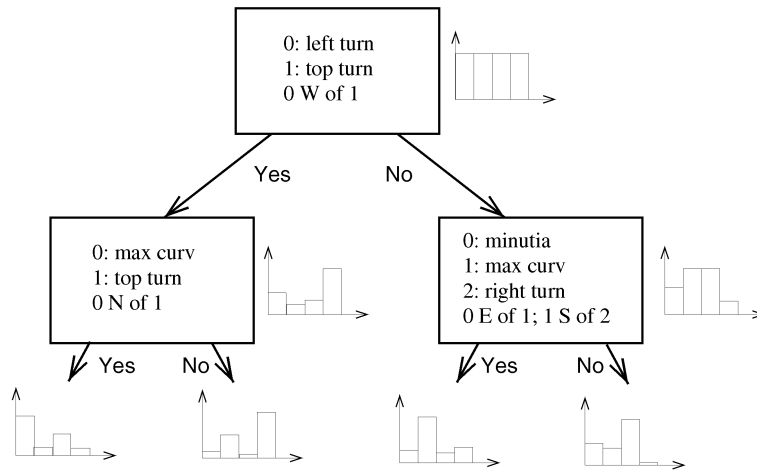 0: left turn
1: top turn
0 W of 1
Yes
No
0: max curv
1: top turn
0 N of 1
0: minutia
1: max curv
2: right turn
0 E of 1; 1 S of 2
Yes
No
Yes
No